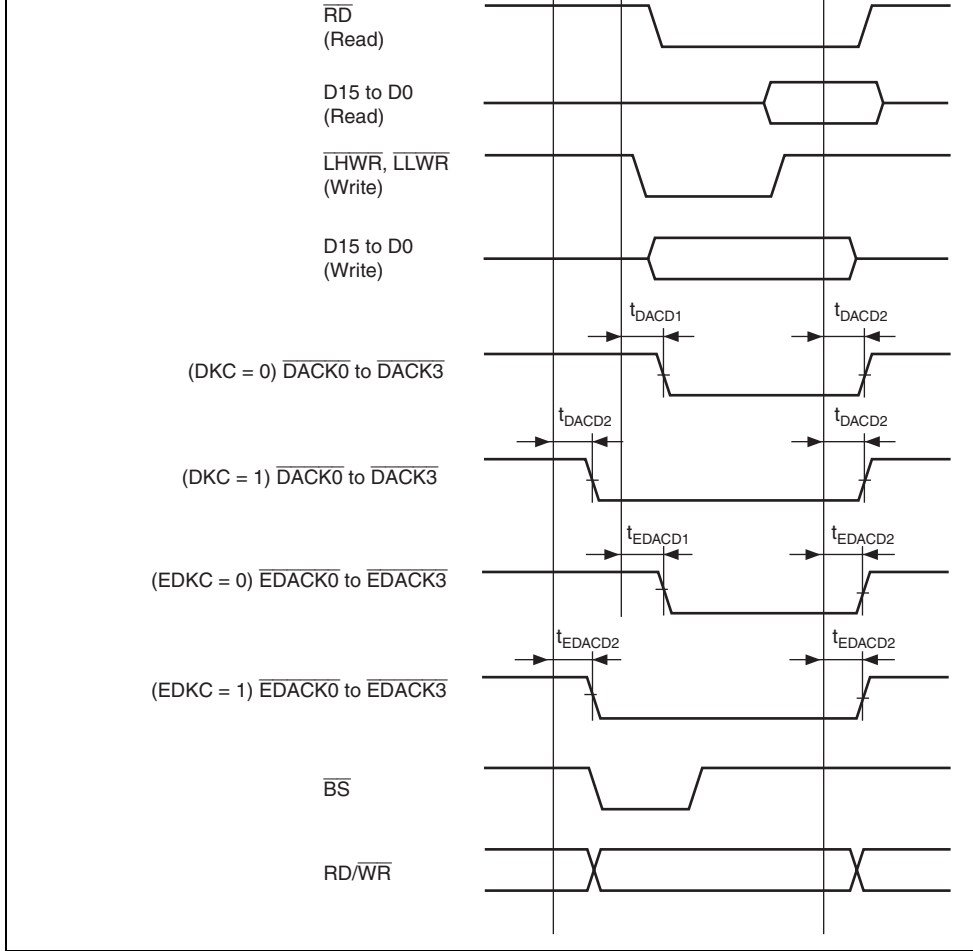 RD
(Read)
D15 to D0
(Read)
LHWR, LLWR
(Write)
D15 to D0
(Write)
tDACD1
tDACD2
(DKC = 0) DACK0 to DACK3
tDACD2
tDACD2
(DKC = 1) DACK0 to DACK3
tEDACD1
tEDACD2
(EDKC = 0) EDACK0 to EDACK3
tEDACD2
tEDACD2
(EDKC = 1) EDACK0 to EDACK3
BS
RD/WR